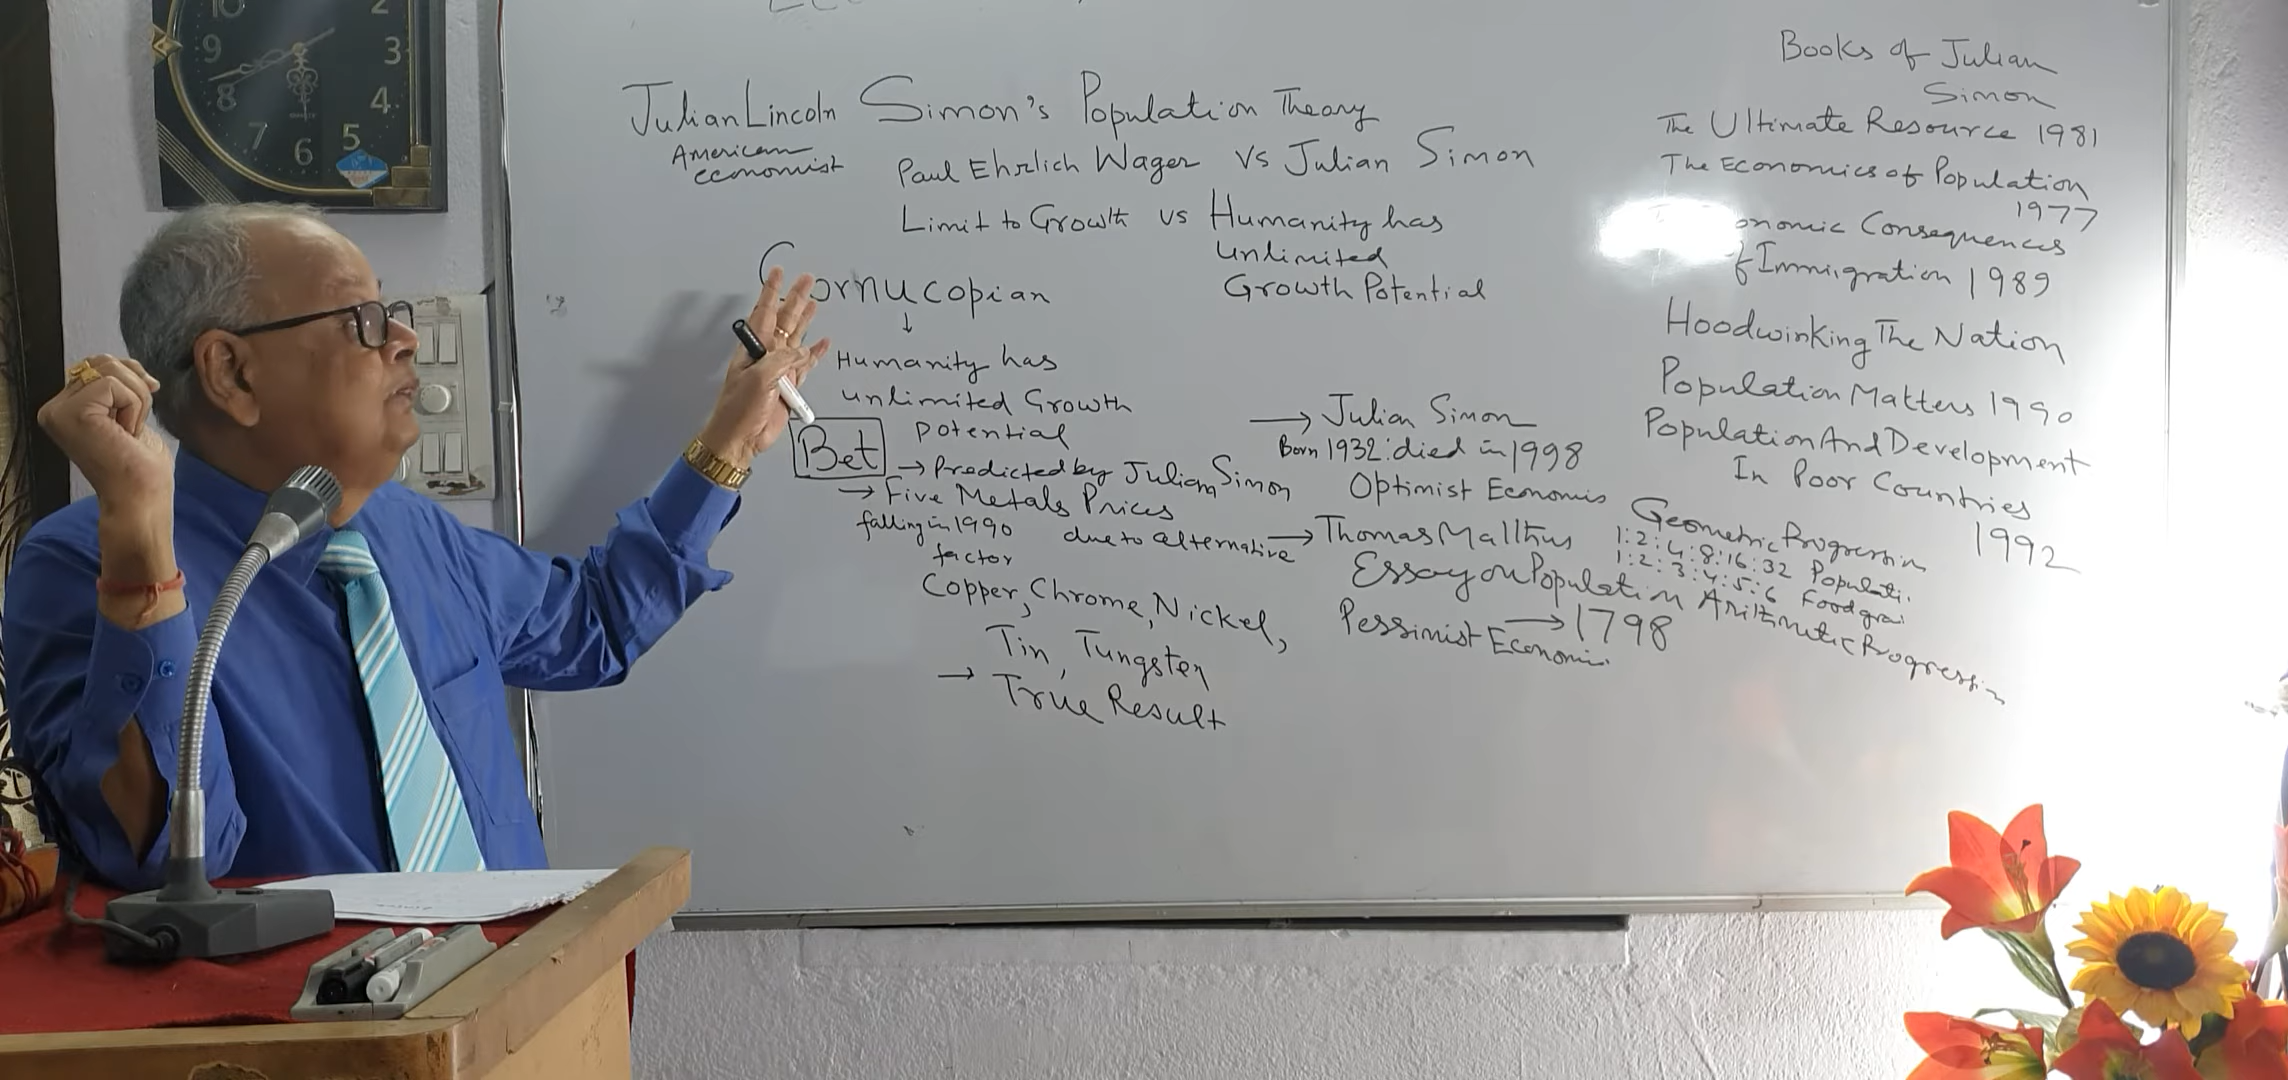 10
2
9
3
8
4
7
6
5
Julian Lincoln Simon's Population Theory
American
economist
Paul Ehrlich Wager vs Julian Simon
Limit to Growth vs Humanity has
unlimited
Growth Potential
Cornucopian
↓
Humanity has
unlimited Growth
potential
Bet
→ Predicted by Julian Simon
→ Five Metals Prices
falling in 1990
due to alternative
factor
Copper, Chrome, Nickel,
Tin, Tungsten
→ True Result
→ Julian Simon
Born 1932: died in 1998
Optimist Economis
→ Thomas Malthus
Essay on Population
→ 1798
Pessimist Economis
Geometric Progression
1:2:4:8:16:32 Populati.
1:2:3:4:5:6 Foodgrai
Arithmetic Progression
Books of Julian
Simon
The Ultimate Resource 1981
The Economics of Population
1977
onomic Consequences
of Immigration 1989
Hoodwinking The Nation
Population Matters 1990
Population And Development
In Poor Countries
1992